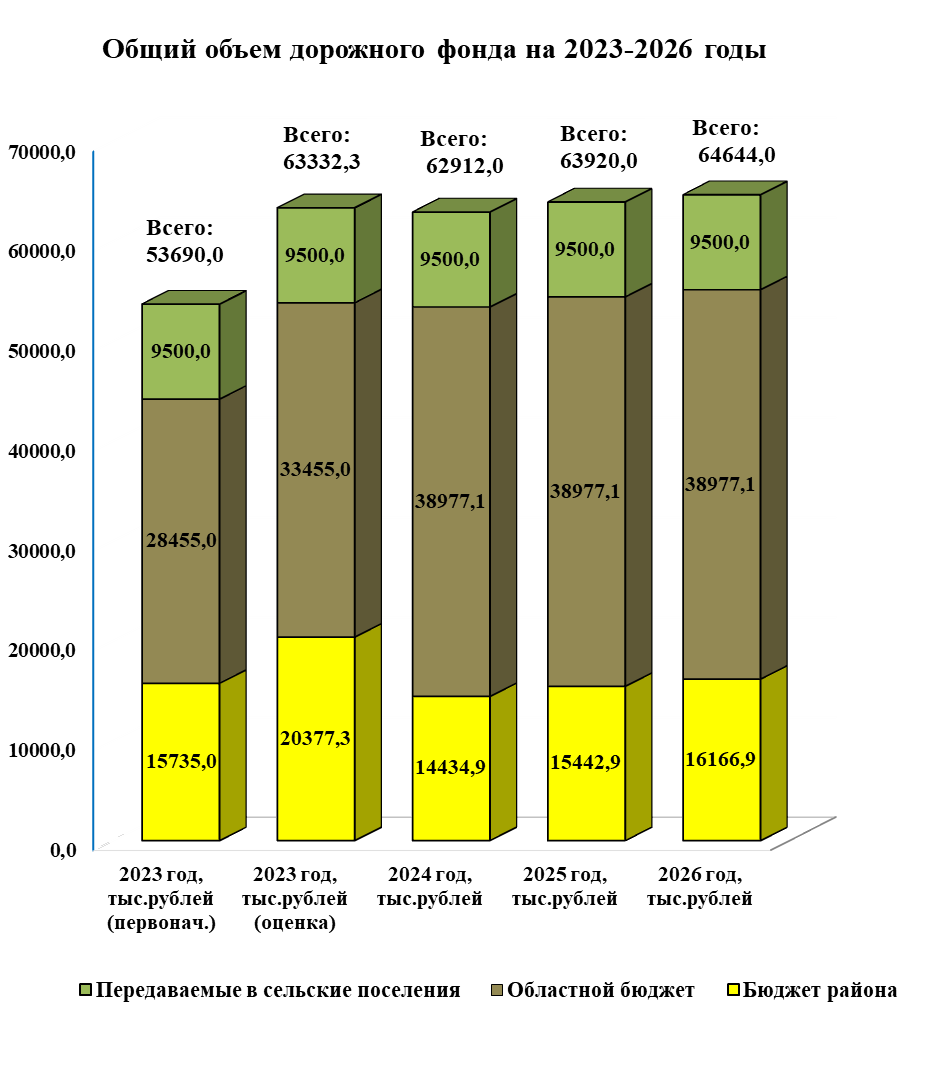 Общий объем дорожного фонда на 2023-2026 годы
Всего:
53690,0
Всего:
63332,3
Всего:
62912,0
Всего:
63920,0
Всего:
64644,0
70000,0
60000,0
50000,0
40000,0
30000,0
20000,0
10000,0
0,0
9500,0
28455,0
15735,0
9500,0
33455,0
20377,3
9500,0
38977,1
14434,9
9500,0
38977,1
15442,9
9500,0
38977,1
16166,9
2023 год,
тыс.рублей
(первонач.)
2023 год,
тыс.рублей
(оценка)
2024 год,
тыс.рублей
2025 год,
тыс.рублей
2026 год,
тыс.рублей
Передаваемые в сельские поселения
Областной бюджет
Бюджет района